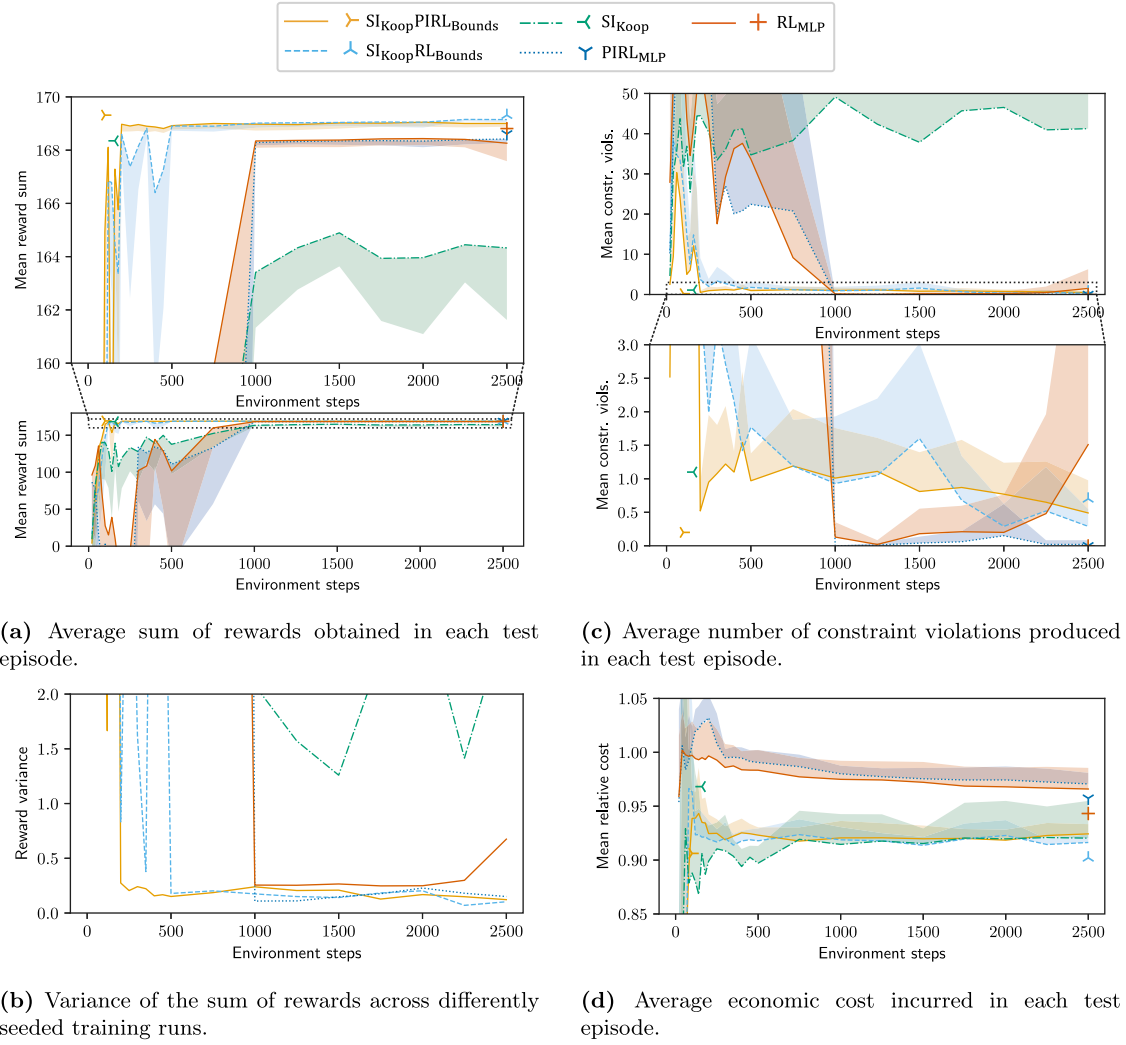 SI_Koop PIRL_Bounds
SI_Koop RL_Bounds
SI_Koop
PIRL_MLP
RL_MLP
170
168
166
164
162
160
Mean reward sum
0 500 1000 1500 2000 2500
Environment steps
150
100
50
0
Mean reward sum
0 500 1000 1500 2000 2500
Environment steps
(a) Average sum of rewards obtained in each test
episode.
50
40
30
20
10
0
Mean constr. viols.
0 500 1000 1500 2000 2500
Environment steps
3.0
2.5
2.0
1.5
1.0
0.5
0.0
Mean constr. viols.
0 500 1000 1500 2000 2500
Environment steps
(c) Average number of constraint violations produced
in each test episode.
2.0
1.5
1.0
0.5
0.0
Reward variance
0 500 1000 1500 2000 2500
Environment steps
(b) Variance of the sum of rewards across differently
seeded training runs.
1.05
1.00
0.95
0.90
0.85
Mean relative cost
0 500 1000 1500 2000 2500
Environment steps
(d) Average economic cost incurred in each test
episode.